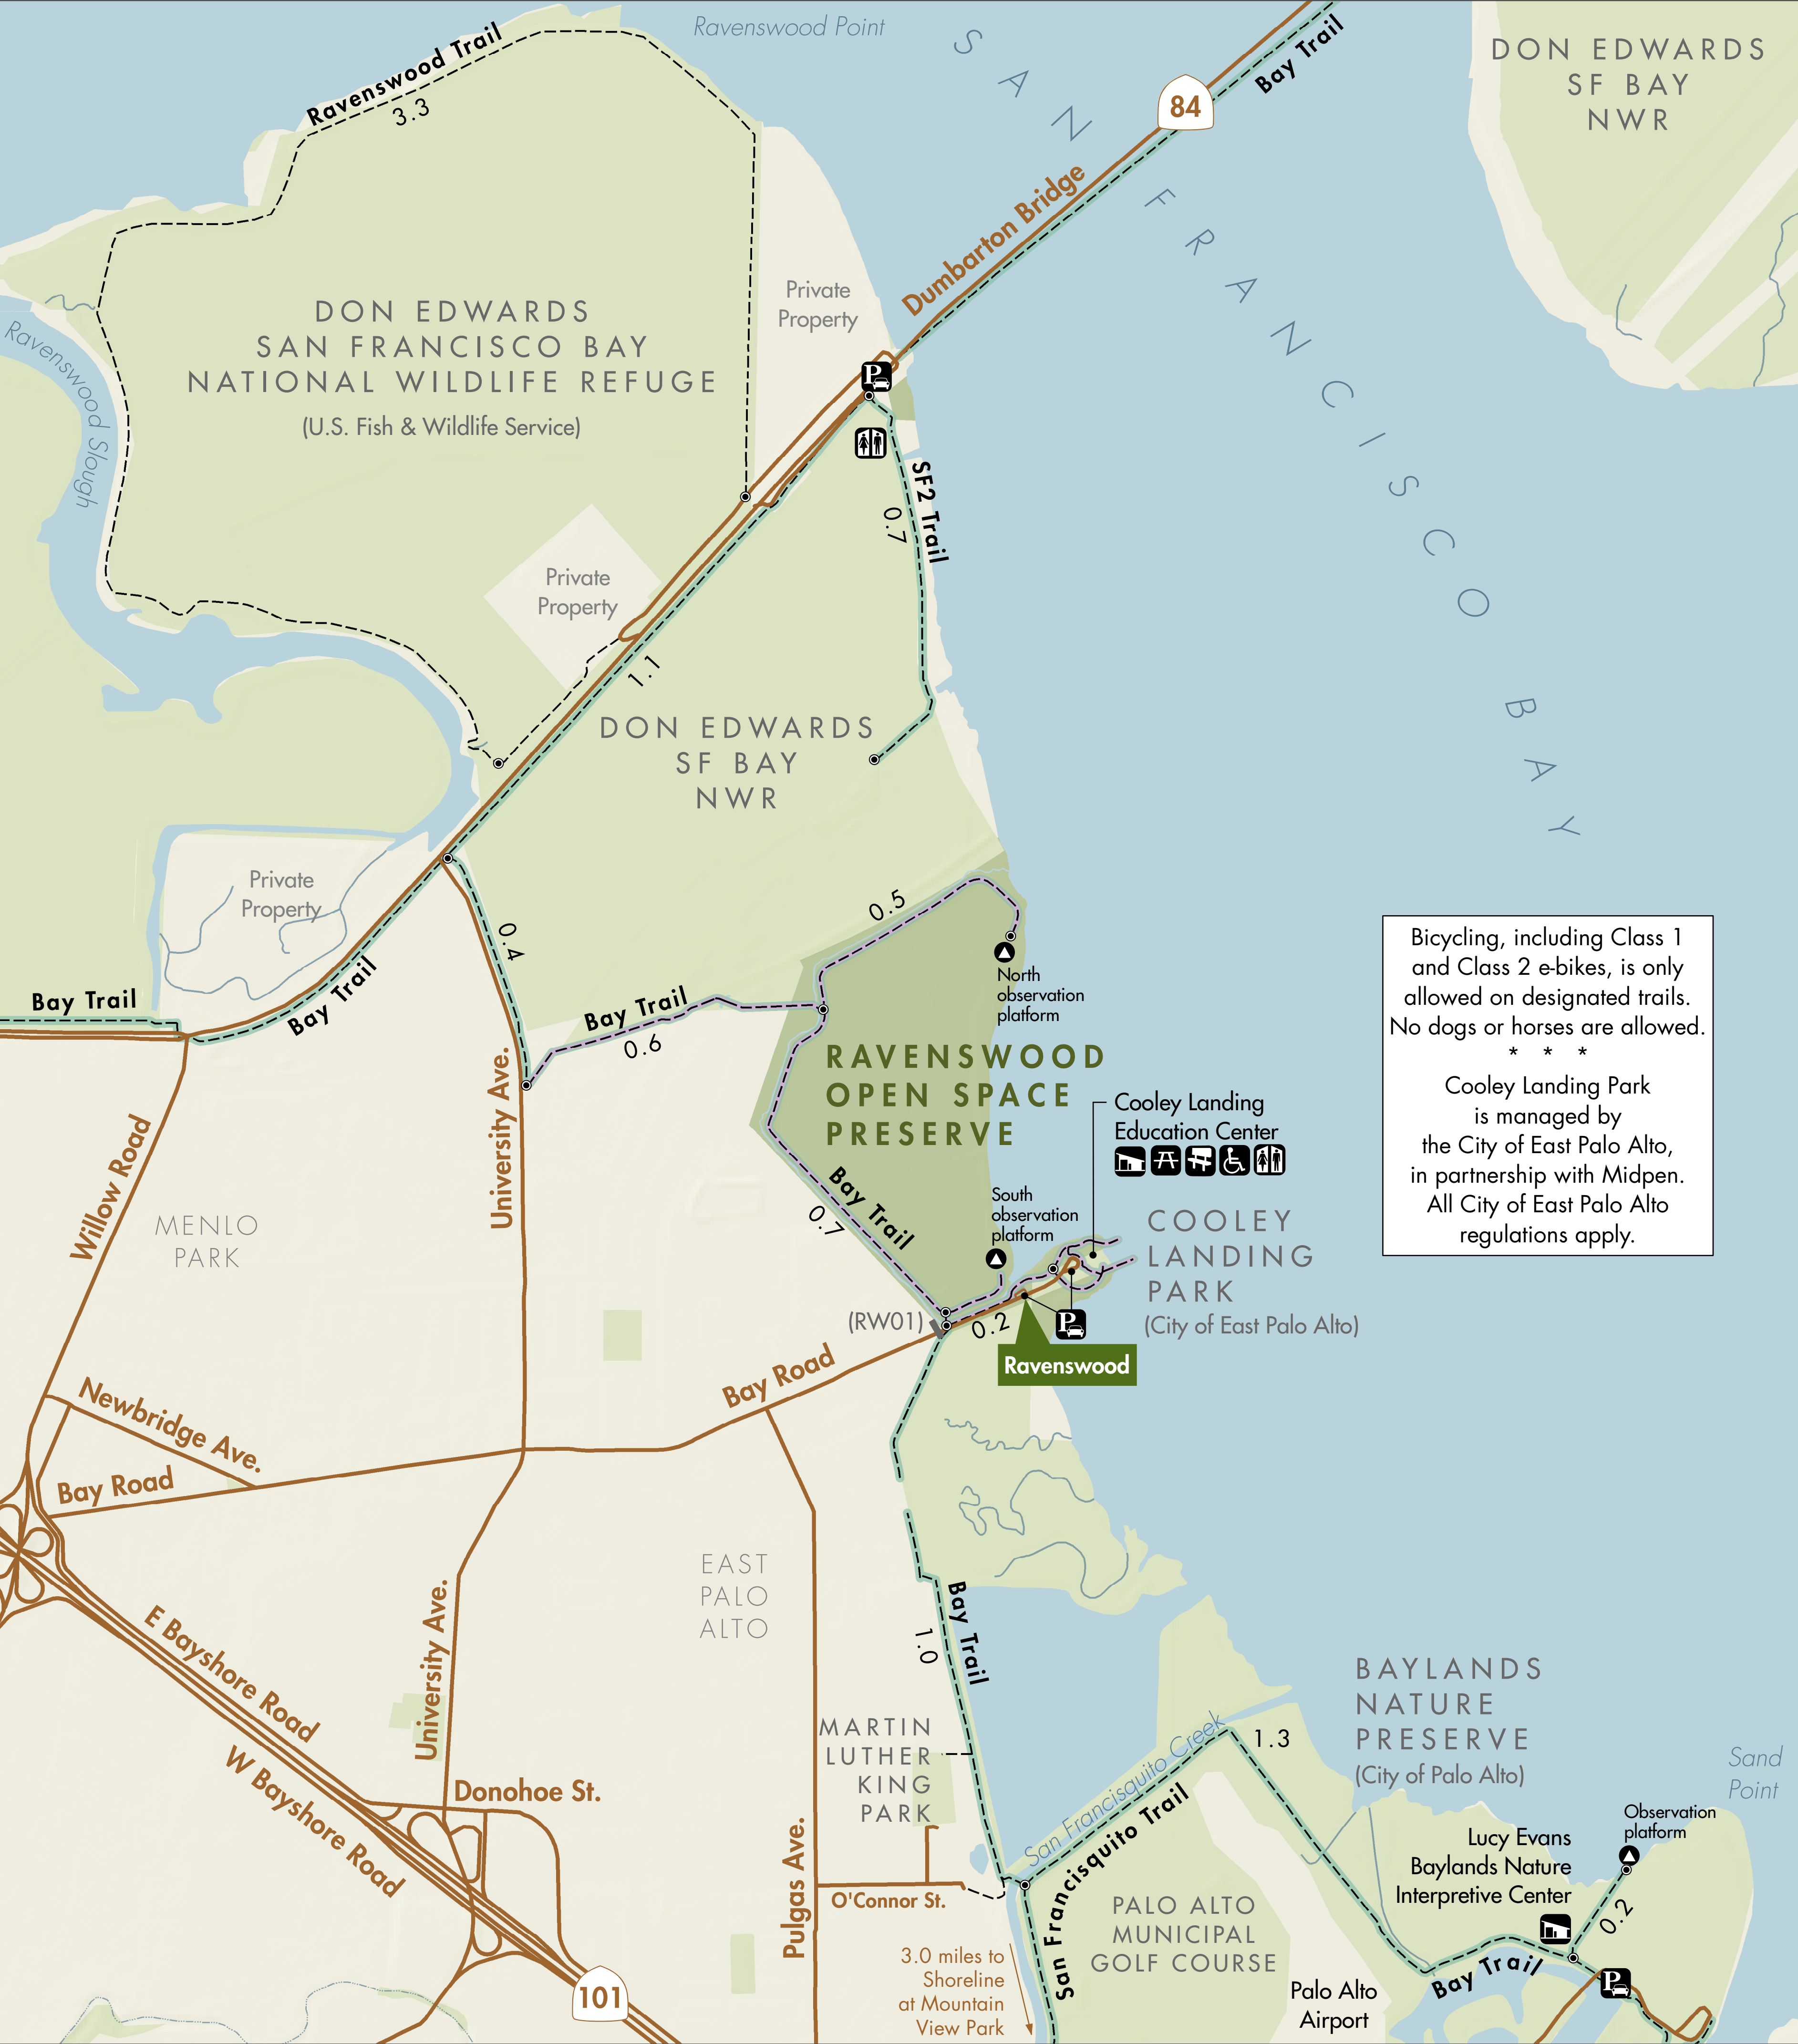 Ravenswood Point
Ravenswood Trail
3.3
SAN FRANCISCO BAY
84
Bay Trail
DON EDWARDS
SF BAY
NWR
Dumbarton Bridge
Private
Property
DON EDWARDS
SAN FRANCISCO BAY
NATIONAL WILDLIFE REFUGE
(U.S. Fish & Wildlife Service)
Ravenswood Slough
P
SF2 Trail
0.7
Private
Property
1.1
DON EDWARDS
SF BAY
NWR
Private
Property
0.4
0.5
North
observation
platform
Bay Trail
Bay Trail
Bay Trail
0.6
RAVENSWOOD
OPEN SPACE
PRESERVE
Bicycling, including Class 1
and Class 2 e-bikes, is only
allowed on designated trails.
No dogs or horses are allowed.
* * *
Cooley Landing Park
is managed by
the City of East Palo Alto,
in partnership with Midpen.
All City of East Palo Alto
regulations apply.
Cooley Landing
Education Center
University Ave.
Willow Road
MENLO
PARK
Bay Trail
0.7
South
observation
platform
COOLEY
LANDING
PARK
(City of East Palo Alto)
(RW01)
0.2
P
Ravenswood
Bay Road
Newbridge Ave.
Bay Road
EAST
PALO
ALTO
Bay Trail
1.0
E Bayshore Road
W Bayshore Road
University Ave.
Donohoe St.
101
MARTIN
LUTHER
KING
PARK
Pulgas Ave.
O'Connor St.
San Francisquito Creek
San Francisquito Trail
1.3
BAYLANDS
NATURE
PRESERVE
(City of Palo Alto)
Sand
Point
Observation
platform
Lucy Evans
Baylands Nature
Interpretive Center
0.2
Bay Trail
P
PALO ALTO
MUNICIPAL
GOLF COURSE
San Francisquito Trail
Palo Alto
Airport
3.0 miles to
Shoreline
at Mountain
View Park